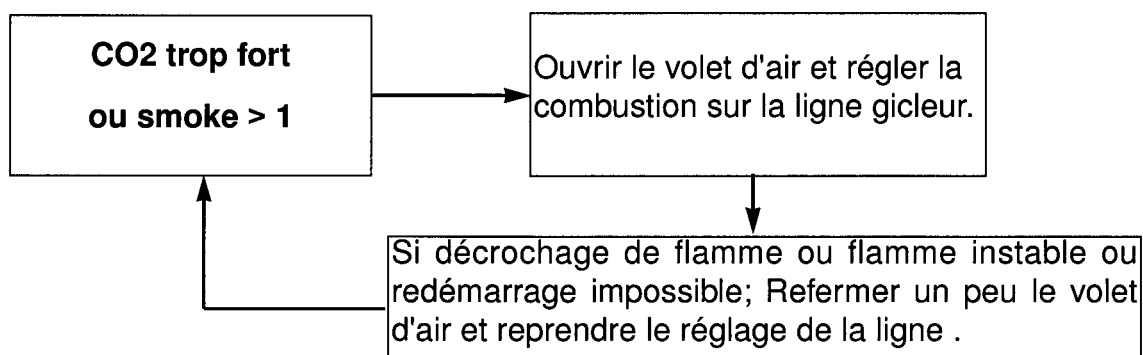 CO2 trop fort
ou smoke > 1
Ouvrir le volet d'air et régler la
combustion sur la ligne gicleur.
Si décrochage de flamme ou flamme instable ou
redémarrage impossible; Refermer un peu le volet
d'air et reprendre le réglage de la ligne .